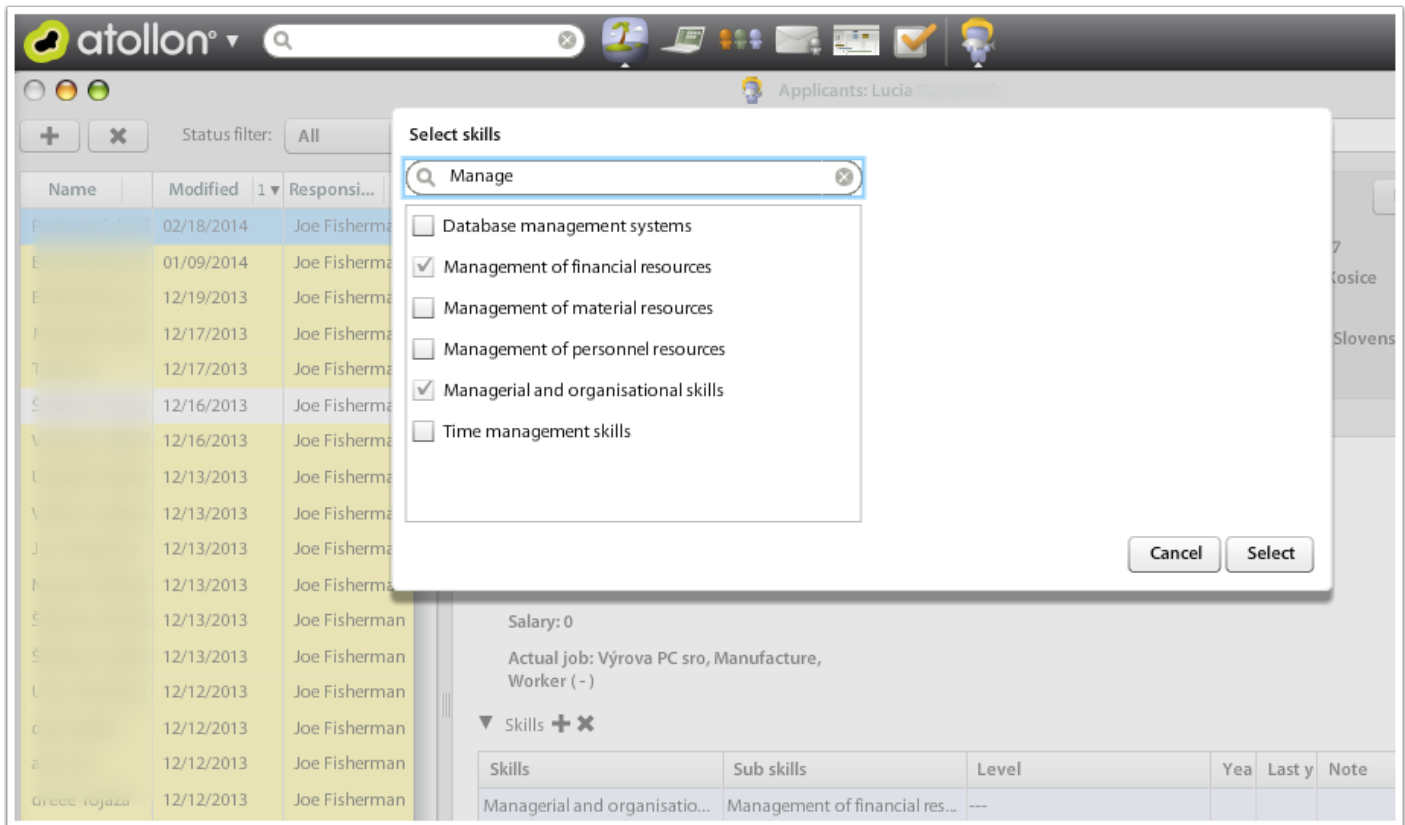 atollon
Applicants: Lucia
Status filter: All
Select skills
Manage
Database management systems
Management of financial resources
Management of material resources
Management of personnel resources
Managerial and organisational skills
Time management skills
Cancel Select
Name Modified 1 Responsi...
02/18/2014 Joe Fisherma
01/09/2014 Joe Fisherma
12/19/2013 Joe Fisherma
12/17/2013 Joe Fisherma
12/17/2013 Joe Fisherma
12/16/2013 Joe Fisherma
12/16/2013 Joe Fisherma
12/13/2013 Joe Fisherma
12/13/2013 Joe Fisherma
12/13/2013 Joe Fisherma
12/13/2013 Joe Fisherma
12/13/2013 Joe Fisherman
12/13/2013 Joe Fisherman
12/12/2013 Joe Fisherman
12/12/2013 Joe Fisherman
12/12/2013 Joe Fisherman
12/12/2013 Joe Fisherman
7
Kosice
Slovens
Salary: 0
Actual job: Výrova PC sro, Manufacture,
Worker ( - )
Skills
Skills Sub skills Level Yea Last y Note
Managerial and organisatio... Management of financial res... ---